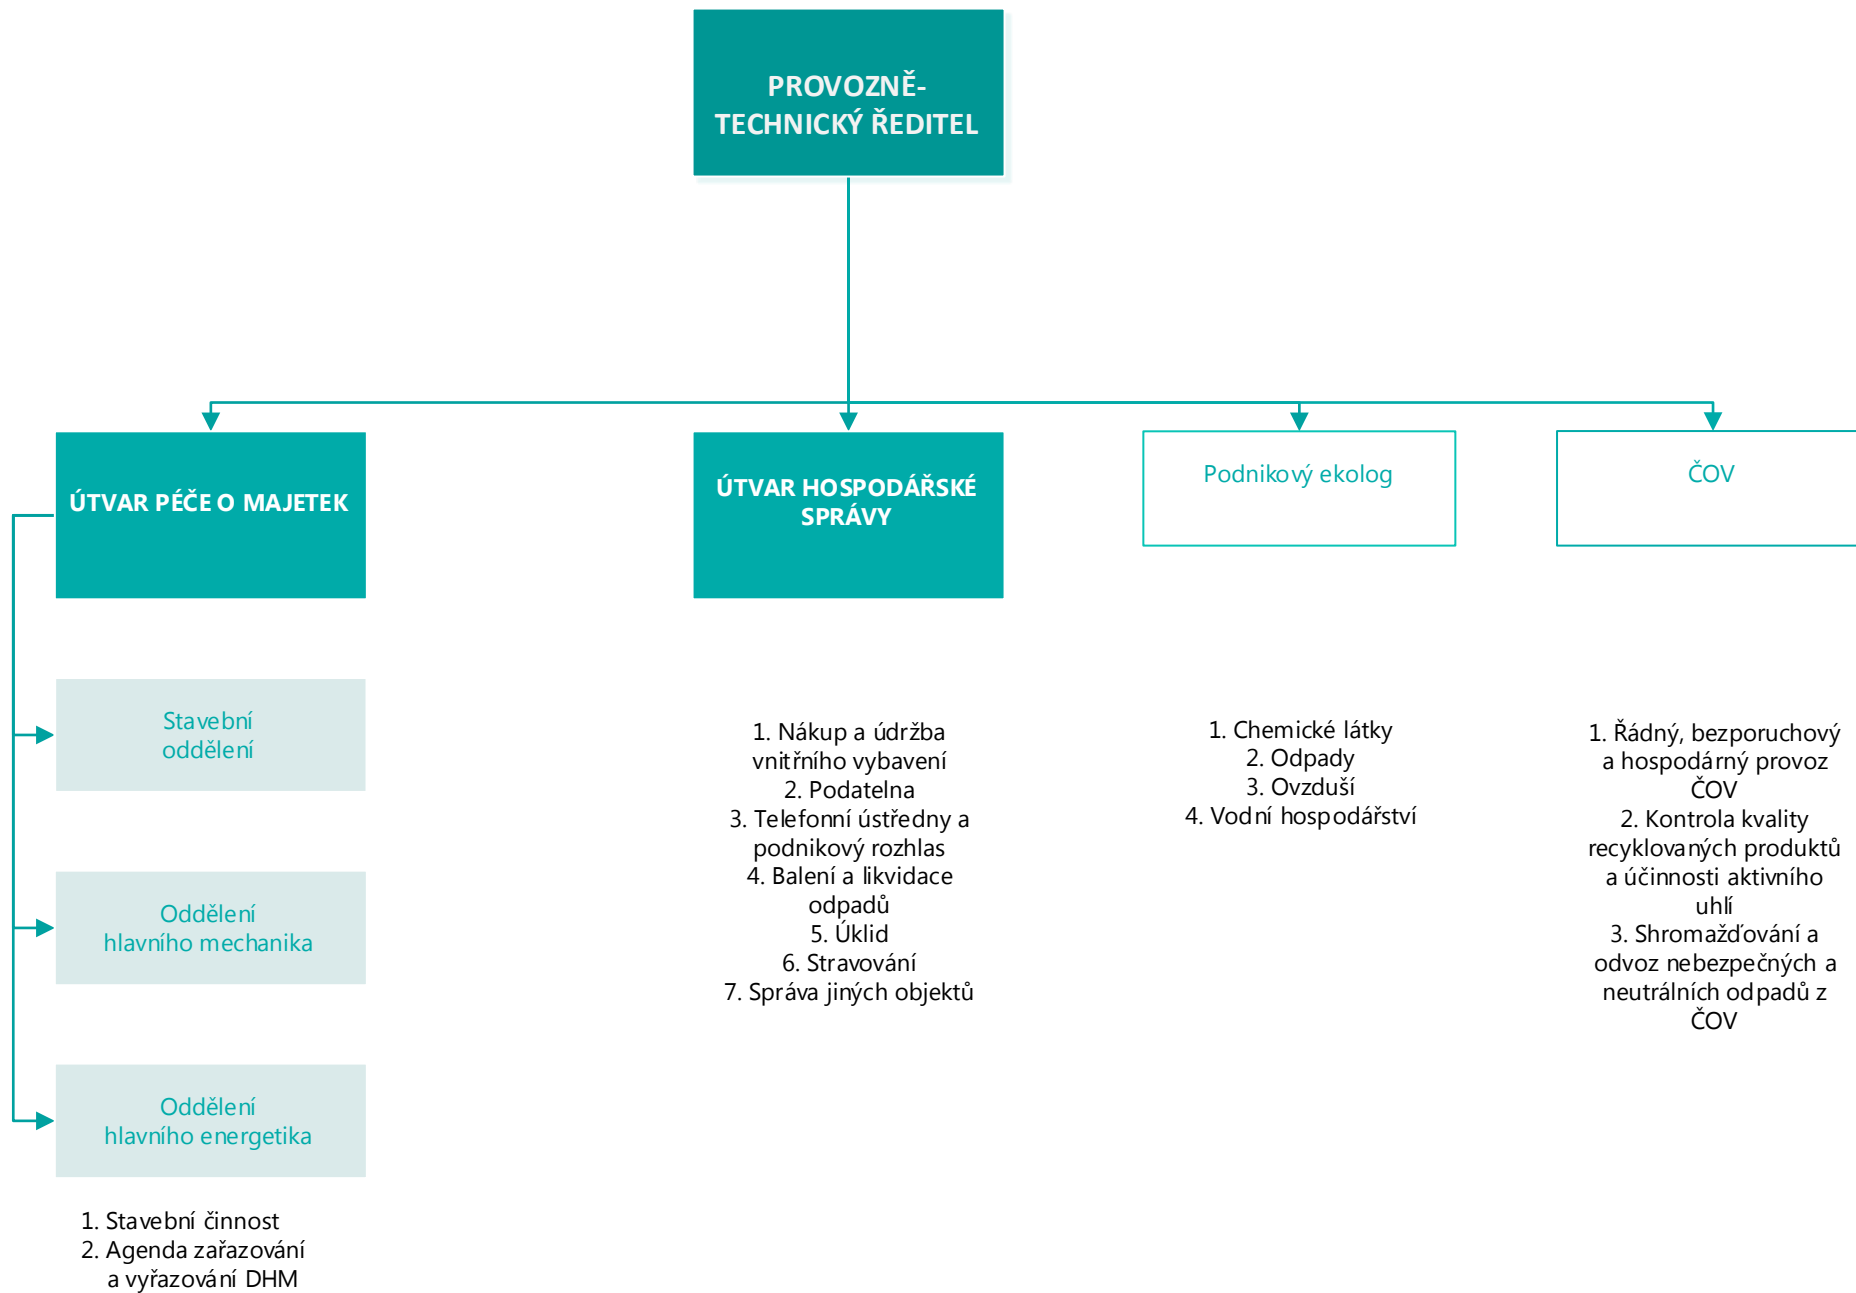 PROVOZNĚ-
TECHNICKÝ ŘEDITEL
ÚTVAR PÉČE O MAJETEK
ÚTVAR HOSPODÁŘSKÉ
SPRÁVY
Podnikový ekolog
ČOV
Stavební
oddělení
Oddělení
hlavního mechanika
Oddělení
hlavního energetika
1. Stavební činnost
2. Agenda zařazování
a vyřazování DHM
1. Nákup a údržba
vnitřního vybavení
2. Podatelna
3. Telefonní ústředny a
podnikový rozhlas
4. Balení a likvidace
odpadů
5. Úklid
6. Stravování
7. Správa jiných objektů
1. Chemické látky
2. Odpady
3. Ovzduší
4. Vodní hospodářství
1. Řádný, bezporuchový
a hospodárný provoz
ČOV
2. Kontrola kvality
recyklovaných produktů
a účinnosti aktivního
uhlí
3. Shromažďování a
odvoz nebezpečných a
neutrálních odpadů z
ČOV